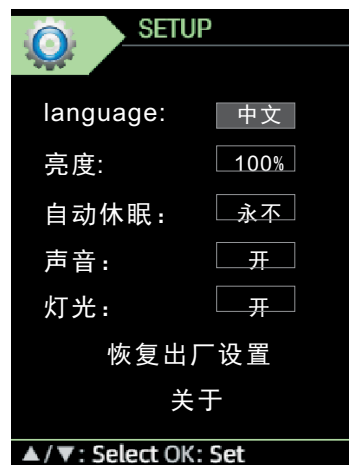 SETUP
language: 中文
亮度: 100%
自动休眠： 永不
声音： 开
灯光： 开
恢复出厂设置
关于
▲/▼: Select OK: Set